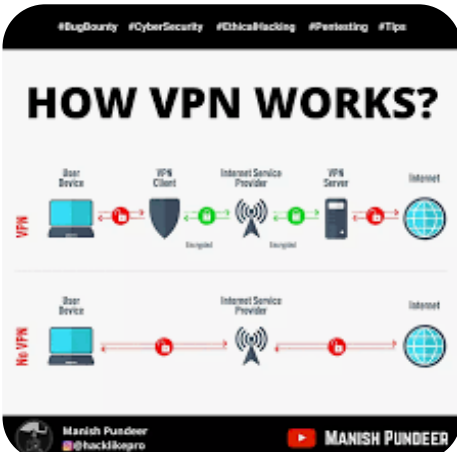 #BugBounty #CyberSecurity #EthicalHacking #Pentesting #Tips
HOW VPN WORKS?
VPN
User
Device
VPN
Client
Internet Service
Provider
VPN
Server
Internet
Encrypted
Encrypted
No VPN
User
Device
Internet Service
Provider
Internet
Manish Pundeer
@hacklikepro
MANISH PUNDEER